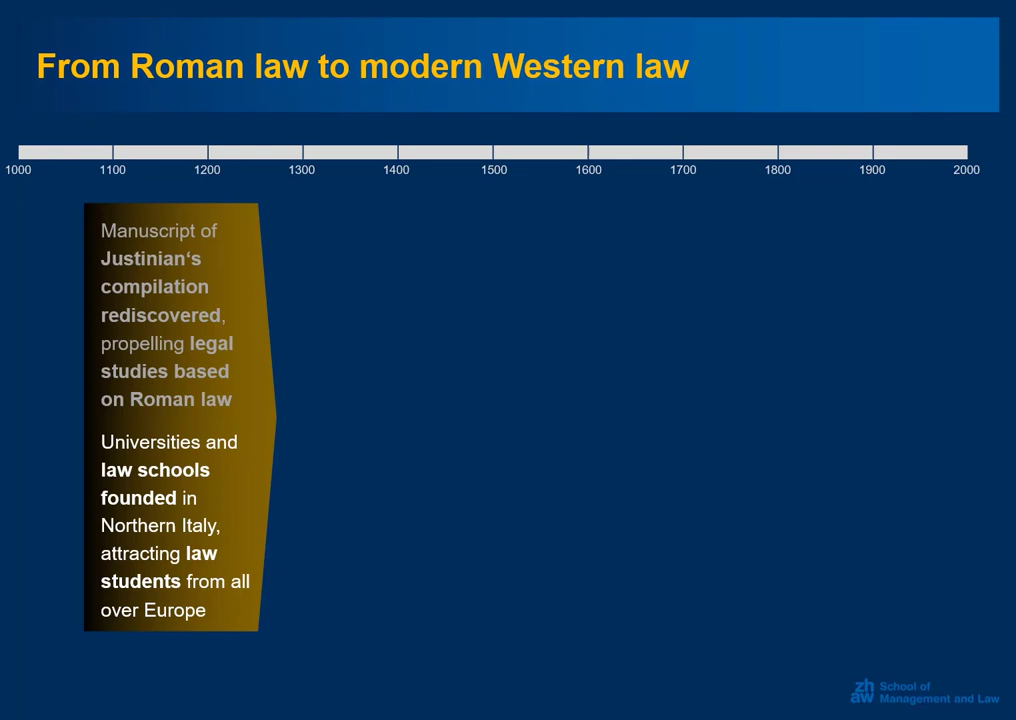 From Roman law to modern Western law
1000 1100 1200 1300 1400 1500 1600 1700 1800 1900 2000
Manuscript of
Justinian‘s
compilation
rediscovered,
propelling legal
studies based
on Roman law
Universities and
law schools
founded in
Northern Italy,
attracting law
students from all
over Europe
zh
aw
School of
Management and Law